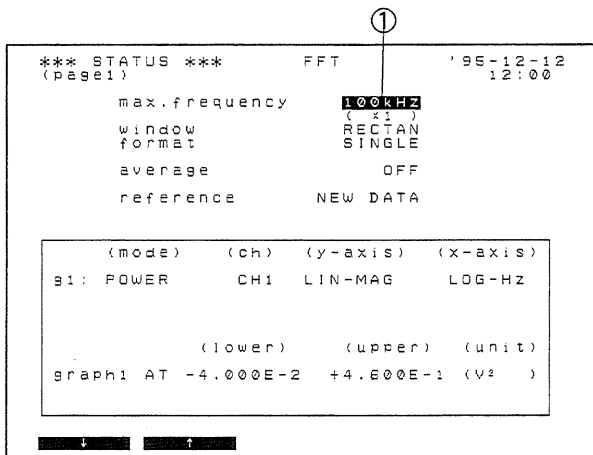 ①
*** STATUS *** FFT '95-12-12
(page1) 12:00
max.frequency 100kHz
( x1 )
window RECTAN
format SINGLE
average OFF
reference NEW DATA
(mode) (ch) (y-axis) (x-axis)
g1: POWER CH1 LIN-MAG LOG-Hz
(lower) (upper) (unit)
graph1 AT -4.000E-2 +4.600E-1 (V² )
↓ ↑